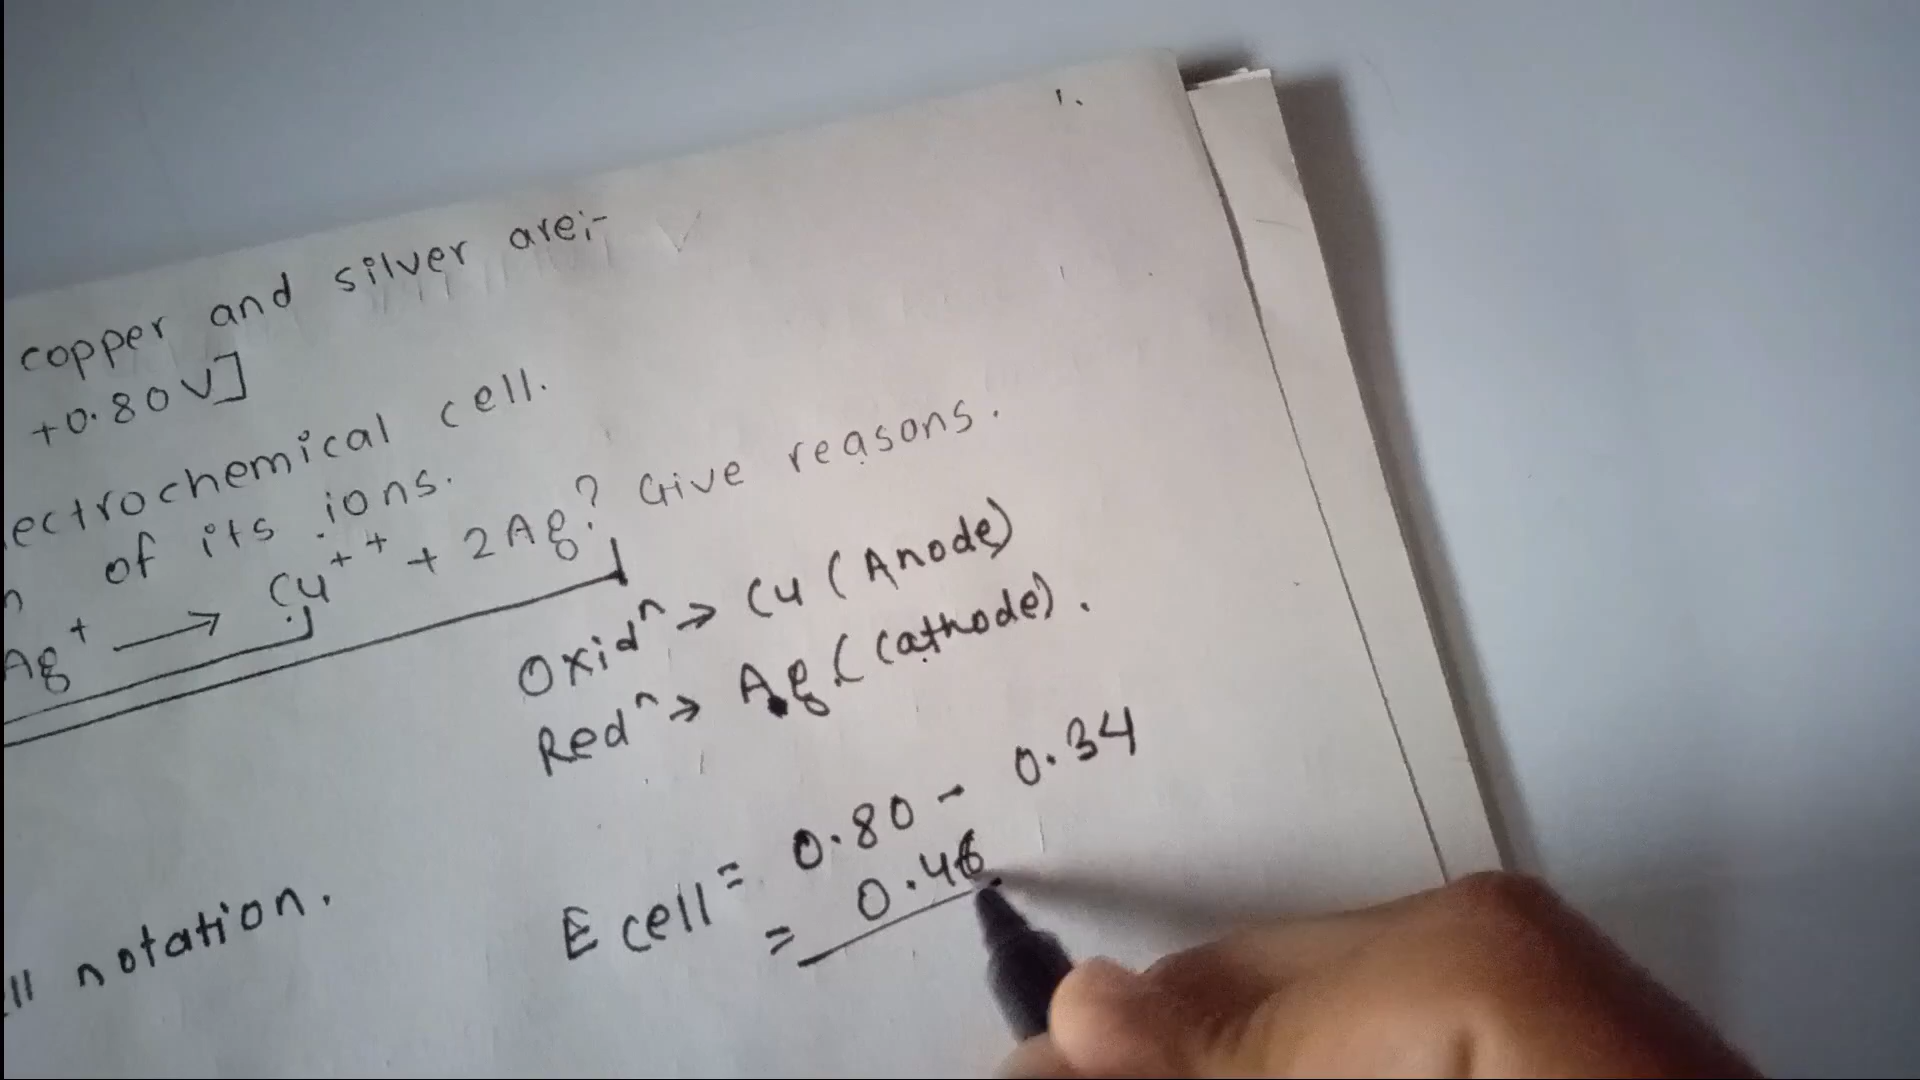 copper and silver are;-
+0.80V]
ectrochemical cell.
of its ions.
Ag⁺ → Cu⁺⁺ + 2Ag? Give reasons.
Oxidⁿ → Cu (Anode)
Redⁿ → Ag (Cathode).
E cell = 0.80 - 0.34
= 0.46
ll notation.